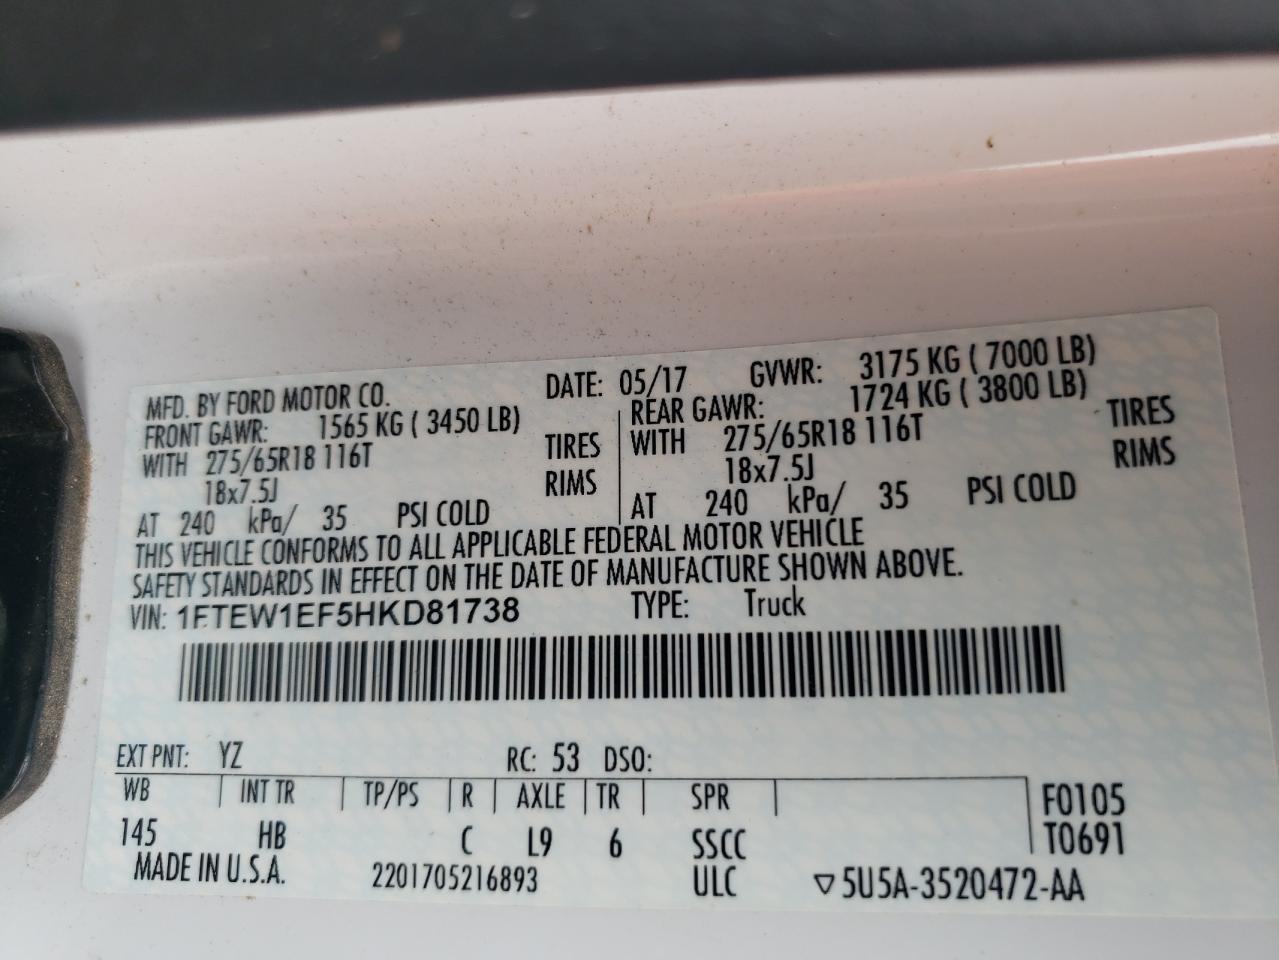 MFD. BY FORD MOTOR CO. DATE: 05/17 GVWR: 3175 KG ( 7000 LB)
FRONT GAWR: 1565 KG ( 3450 LB) REAR GAWR: 1724 KG ( 3800 LB)
WITH 275/65R18 116T TIRES WITH 275/65R18 116T TIRES
18x7.5J RIMS 18x7.5J RIMS
AT 240 kPa/ 35 PSI COLD AT 240 kPa/ 35 PSI COLD
THIS VEHICLE CONFORMS TO ALL APPLICABLE FEDERAL MOTOR VEHICLE
SAFETY STANDARDS IN EFFECT ON THE DATE OF MANUFACTURE SHOWN ABOVE.
VIN: 1FTEW1EF5HKD81738 TYPE: Truck
EXT PNT: YZ RC: 53 DSO:
WB INT TR TP/PS R AXLE TR SPR F0105
145 HB C L9 6 SSCC T0691
MADE IN U.S.A. 2201705216893 ULC ▽5U5A-3520472-AA